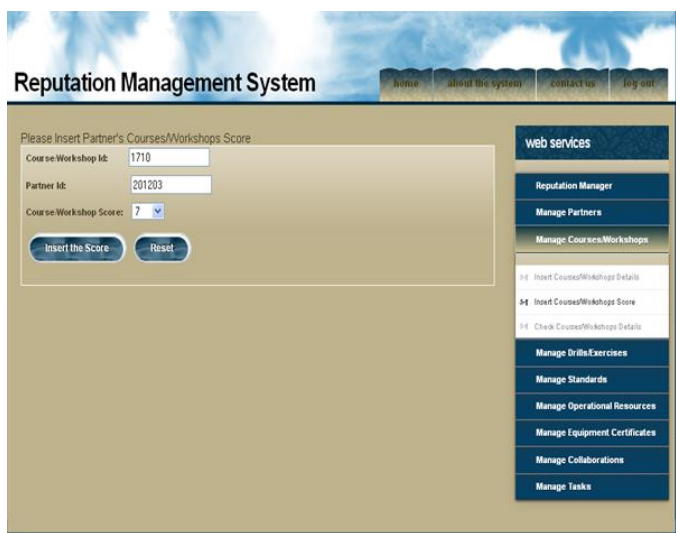 Reputation Management System
home
about the system
contact us
log out
Please Insert Partner's Courses/Workshops Score
Course/Workshop Id:
1710
Partner Id:
201203
Course/Workshop Score:
7
Insert the Score
Reset
web services
Reputation Manager
Manage Partners
Manage Courses/Workshops
Insert Courses/Workshops Details
Insert Courses/Workshops Score
Check Courses/Workshops Details
Manage Drills/Exercises
Manage Standards
Manage Operational Resources
Manage Equipment Certificates
Manage Collaborations
Manage Tasks